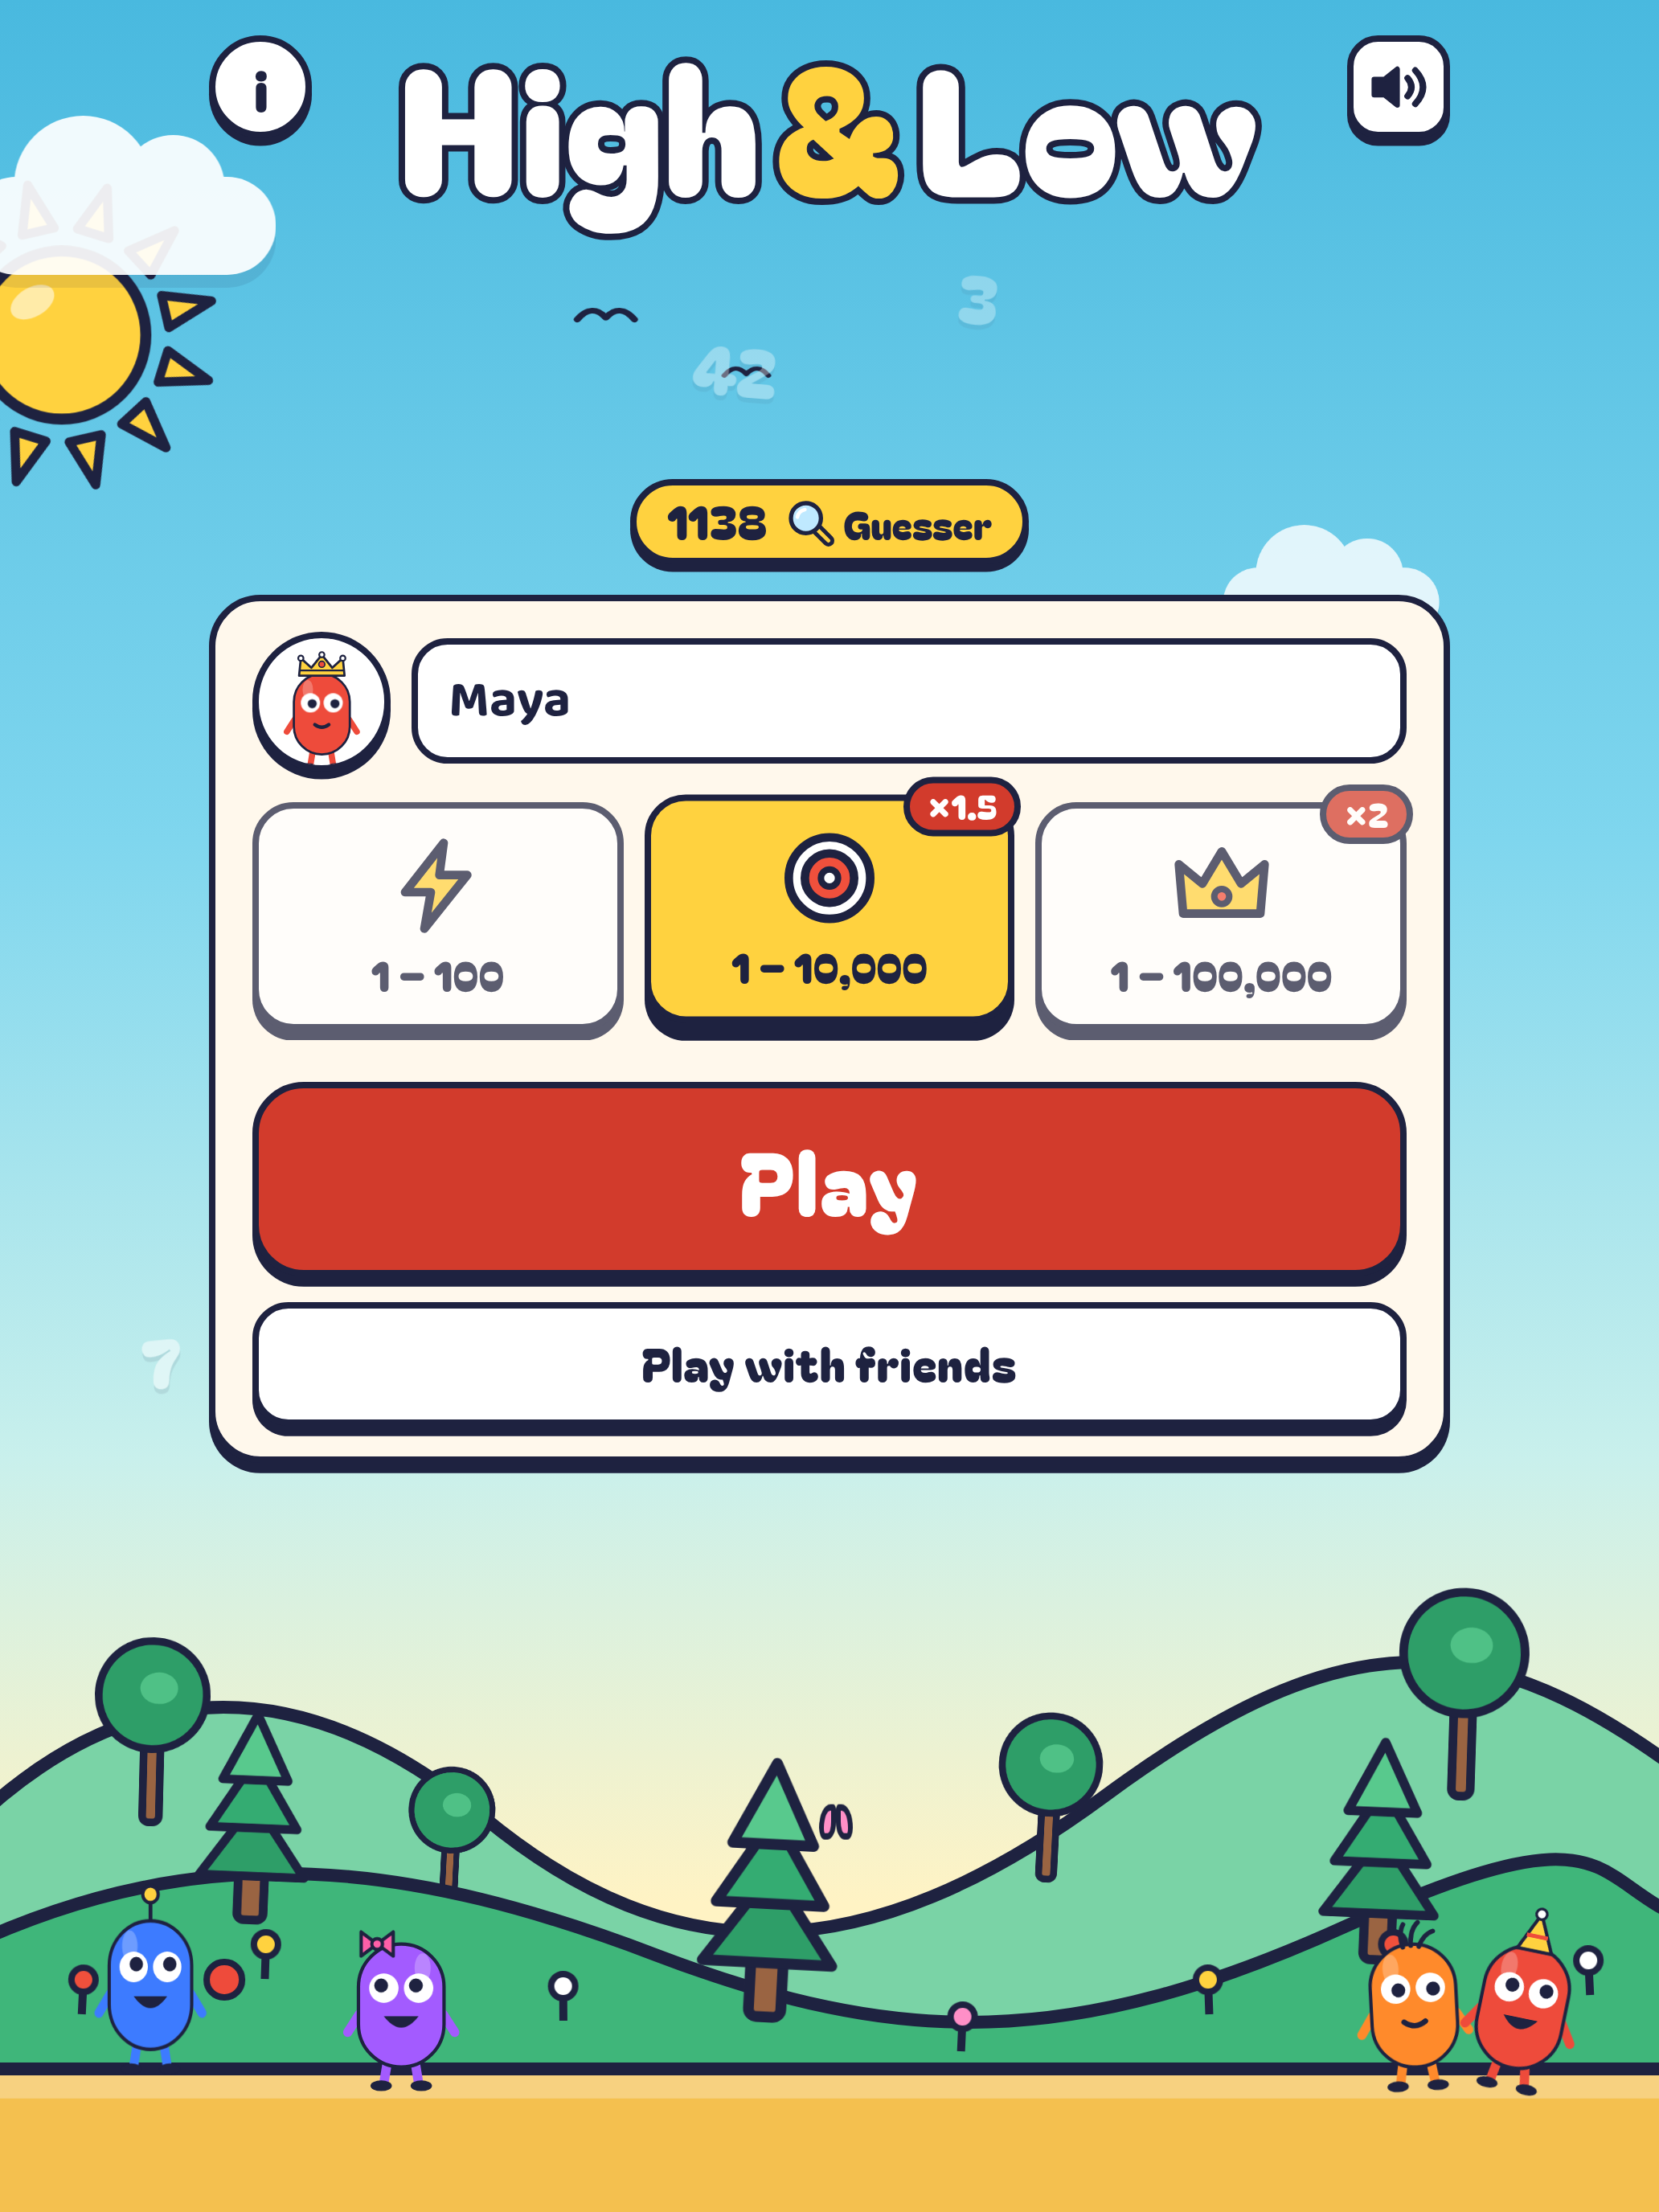 i
High & Low
3
42
1138 Guesser
Maya
×1.5
×2
1 – 100
1 – 10,000
1 – 100,000
Play
7
Play with friends